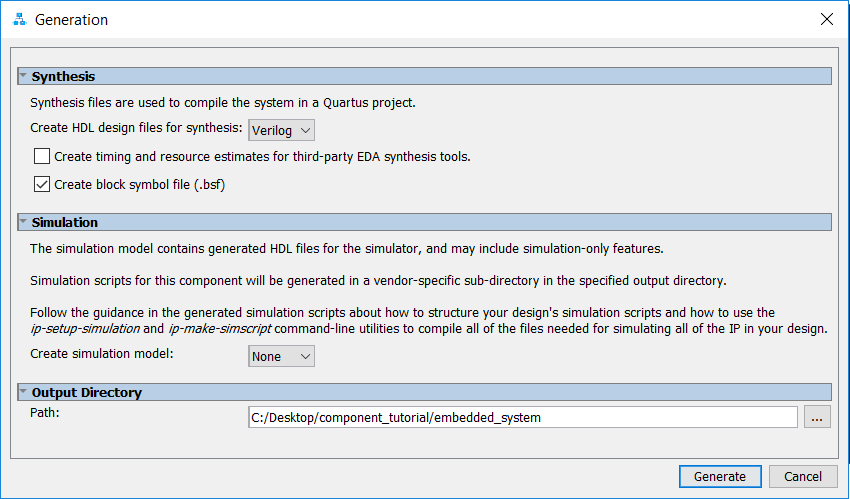 Generation
Synthesis
Synthesis files are used to compile the system in a Quartus project.
Create HDL design files for synthesis: Verilog
Create timing and resource estimates for third-party EDA synthesis tools.
Create block symbol file (.bsf)
Simulation
The simulation model contains generated HDL files for the simulator, and may include simulation-only features.
Simulation scripts for this component will be generated in a vendor-specific sub-directory in the specified output directory.
Follow the guidance in the generated simulation scripts about how to structure your design's simulation scripts and how to use the
ip-setup-simulation and ip-make-simscript command-line utilities to compile all of the files needed for simulating all of the IP in your design.
Create simulation model: None
Output Directory
Path: C:/Desktop/component_tutorial/embedded_system ...
Generate Cancel